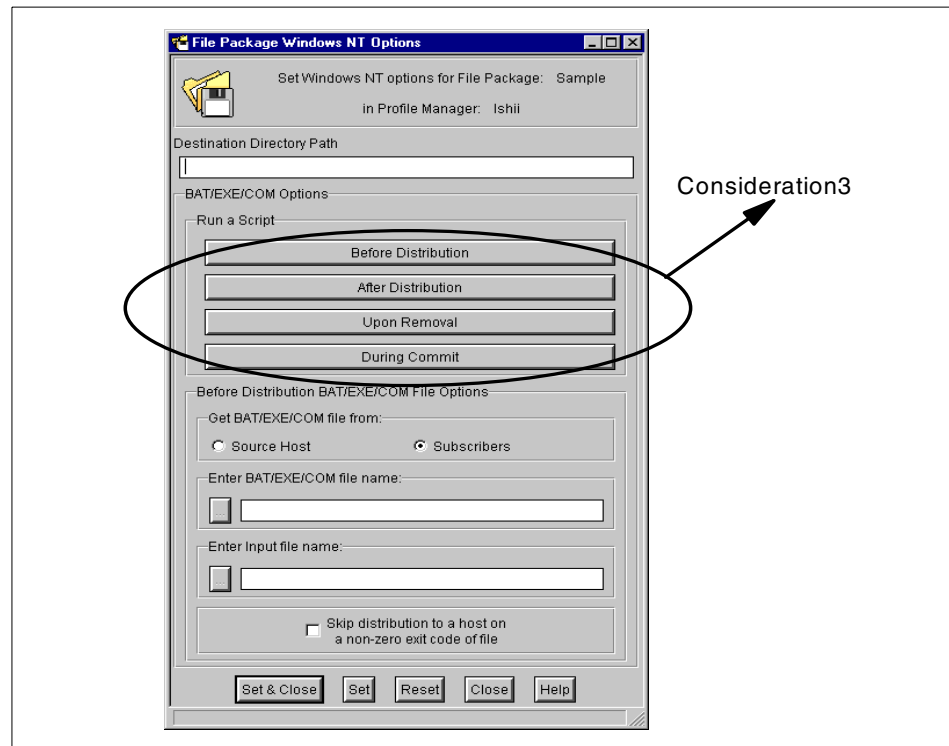 File Package Windows NT Options
Set Windows NT options for File Package: Sample
in Profile Manager: Ishii
Destination Directory Path
BAT/EXE/COM Options
Consideration3
Run a Script
Before Distribution
After Distribution
Upon Removal
During Commit
Before Distribution BAT/EXE/COM File Options
Get BAT/EXE/COM file from:
Source Host Subscribers
Enter BAT/EXE/COM file name:
...
Enter Input file name:
...
Skip distribution to a host on
a non-zero exit code of file
Set & Close Set Reset Close Help